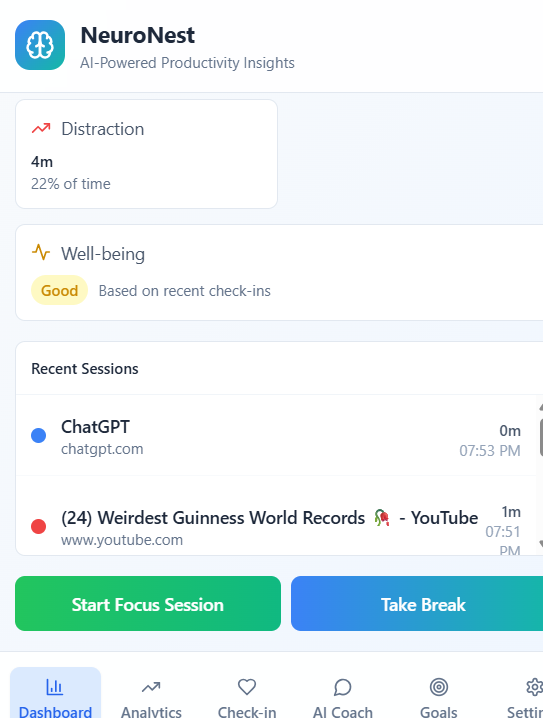 NeuroNest
AI-Powered Productivity Insights
Distraction
4m
22% of time
Well-being
Good Based on recent check-ins
Recent Sessions
ChatGPT
0m
chatgpt.com
07:53 PM
(24) Weirdest Guinness World Records 🥀 - YouTube
1m
www.youtube.com
07:51
PM
Start Focus Session
Take Break
Dashboard
Analytics
Check-in
AI Coach
Goals
Settin